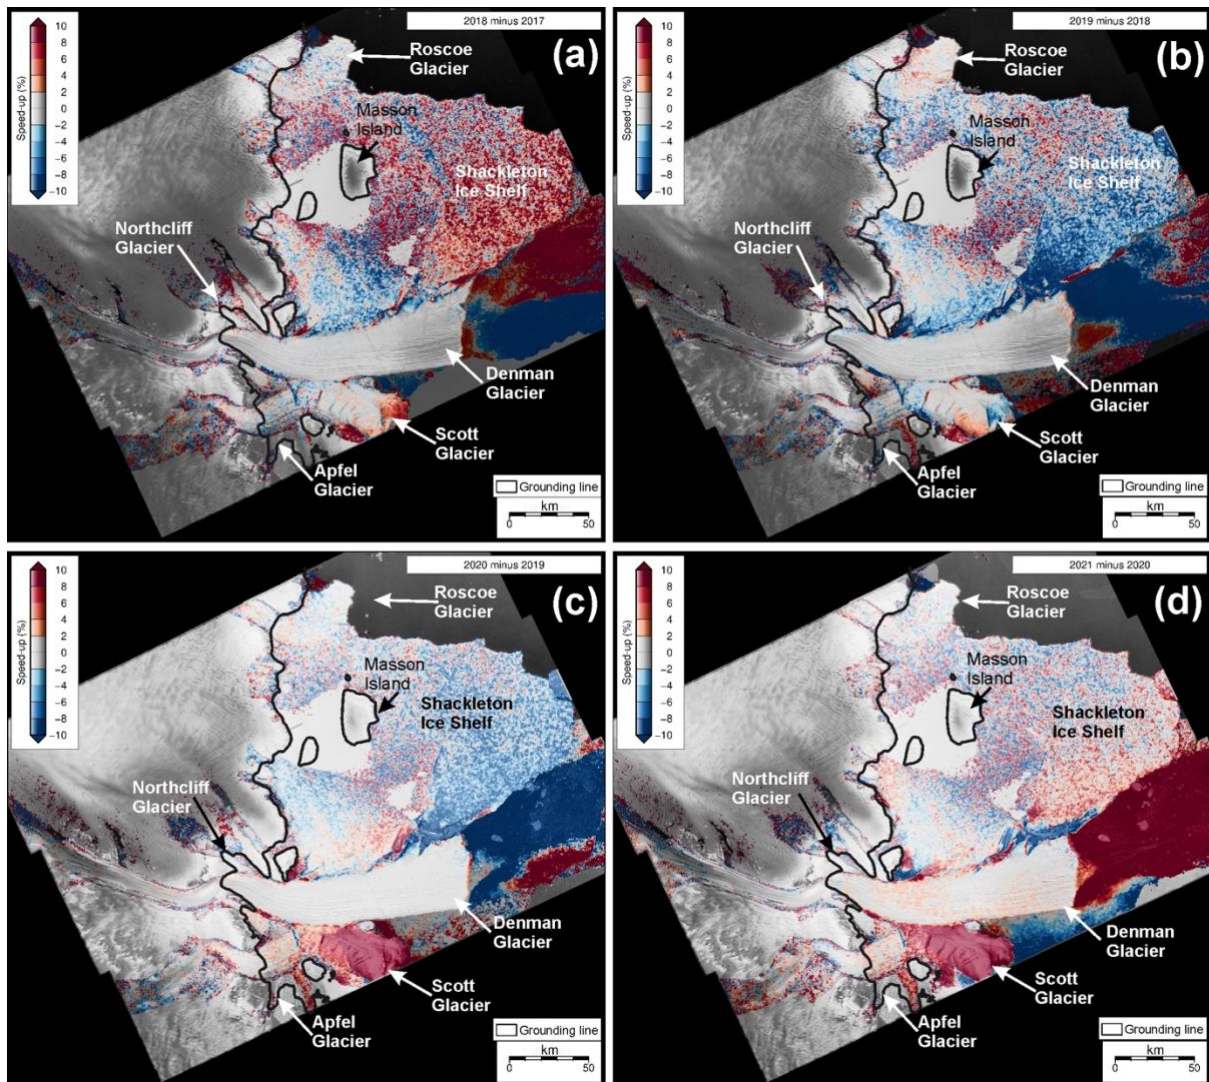 10
8
6
4
2
0
−2
−4
−6
−8
−10
Speed-up (%)
2018 minus 2017
(a)
Roscoe
Glacier
Masson
Island
Shackleton
Ice Shelf
Northcliff
Glacier
Denman
Glacier
Scott
Glacier
Apfel
Glacier
Grounding line
km
0 50
10
8
6
4
2
0
−2
−4
−6
−8
−10
Speed-up (%)
2019 minus 2018
(b)
Roscoe
Glacier
Masson
Island
Shackleton
Ice Shelf
Northcliff
Glacier
Denman
Glacier
Scott
Glacier
Apfel
Glacier
Grounding line
km
0 50
10
8
6
4
2
0
−2
−4
−6
−8
−10
Speed-up (%)
2020 minus 2019
(c)
Roscoe
Glacier
Masson
Island
Shackleton
Ice Shelf
Northcliff
Glacier
Denman
Glacier
Scott
Glacier
Apfel
Glacier
Grounding line
km
0 50
10
8
6
4
2
0
−2
−4
−6
−8
−10
Speed-up (%)
2021 minus 2020
(d)
Roscoe
Glacier
Masson
Island
Shackleton
Ice Shelf
Northcliff
Glacier
Denman
Glacier
Scott
Glacier
Apfel
Glacier
Grounding line
km
0 50